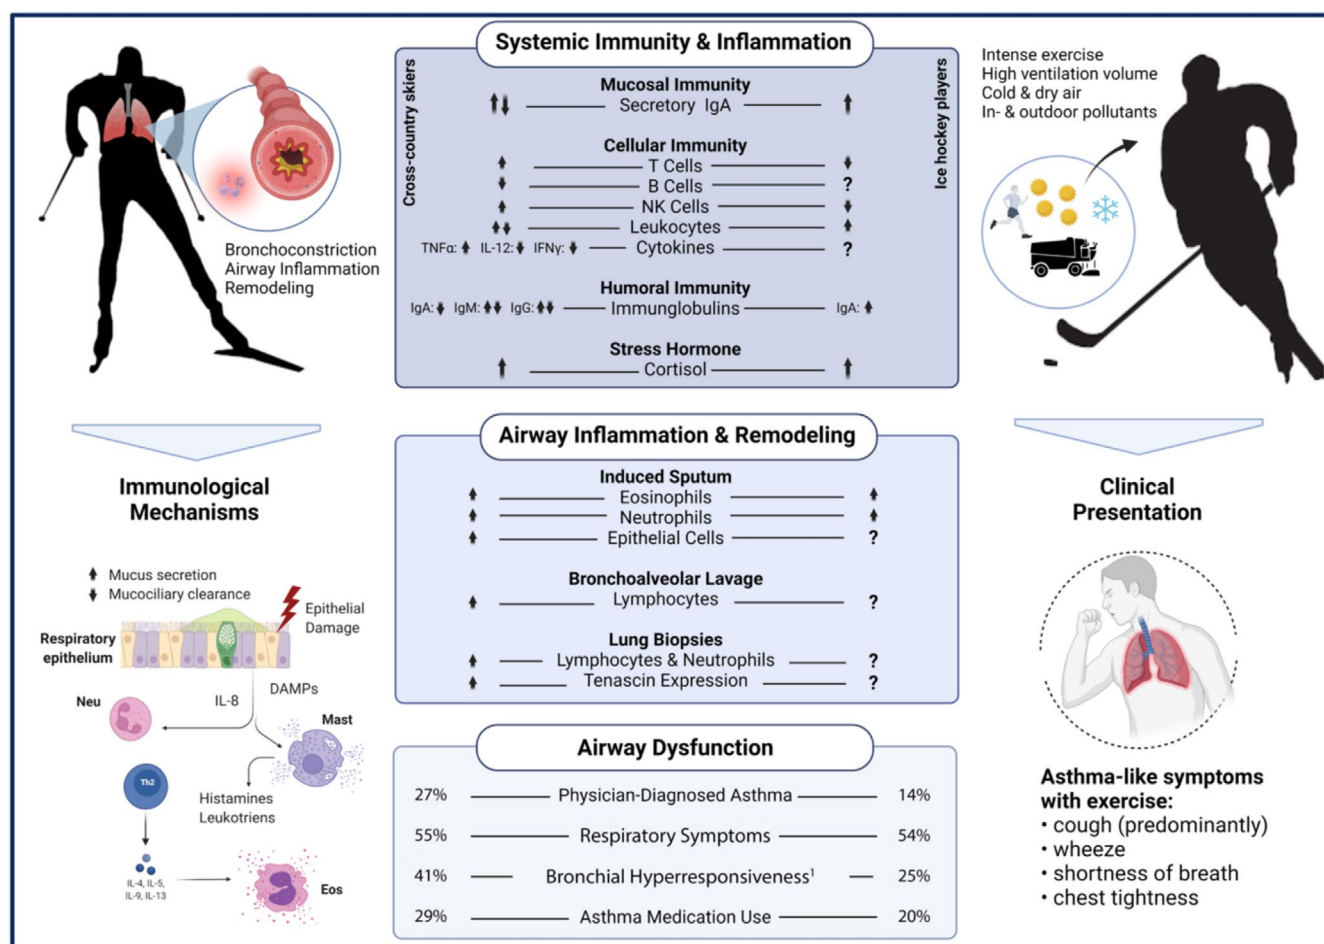 Systemic Immunity & Inflammation
Cross-country skiers
Ice hockey players
Mucosal Immunity
Secretory IgA
Cellular Immunity
T Cells
B Cells ?
NK Cells
Leukocytes
TNFα: IL-12: IFNγ: Cytokines ?
Humoral Immunity
IgA: IgM: IgG: Immunglobulins IgA:
Stress Hormone
Cortisol
Bronchoconstriction
Airway Inflammation
Remodeling
Intense exercise
High ventilation volume
Cold & dry air
In- & outdoor pollutants
Airway Inflammation & Remodeling
Induced Sputum
Eosinophils
Neutrophils
Epithelial Cells ?
Bronchoalveolar Lavage
Lymphocytes ?
Lung Biopsies
Lymphocytes & Neutrophils ?
Tenascin Expression ?
Airway Dysfunction
27% Physician-Diagnosed Asthma 14%
55% Respiratory Symptoms 54%
41% Bronchial Hyperresponsiveness¹ 25%
29% Asthma Medication Use 20%
Immunological
Mechanisms
Mucus secretion
Mucociliary clearance
Epithelial
Damage
Respiratory
epithelium
IL-8
DAMPs
Neu
Mast
Th2
Histamines
Leukotriens
IL-4, IL-5,
IL-9, IL-13
Eos
Clinical
Presentation
Asthma-like symptoms
with exercise:
• cough (predominantly)
• wheeze
• shortness of breath
• chest tightness